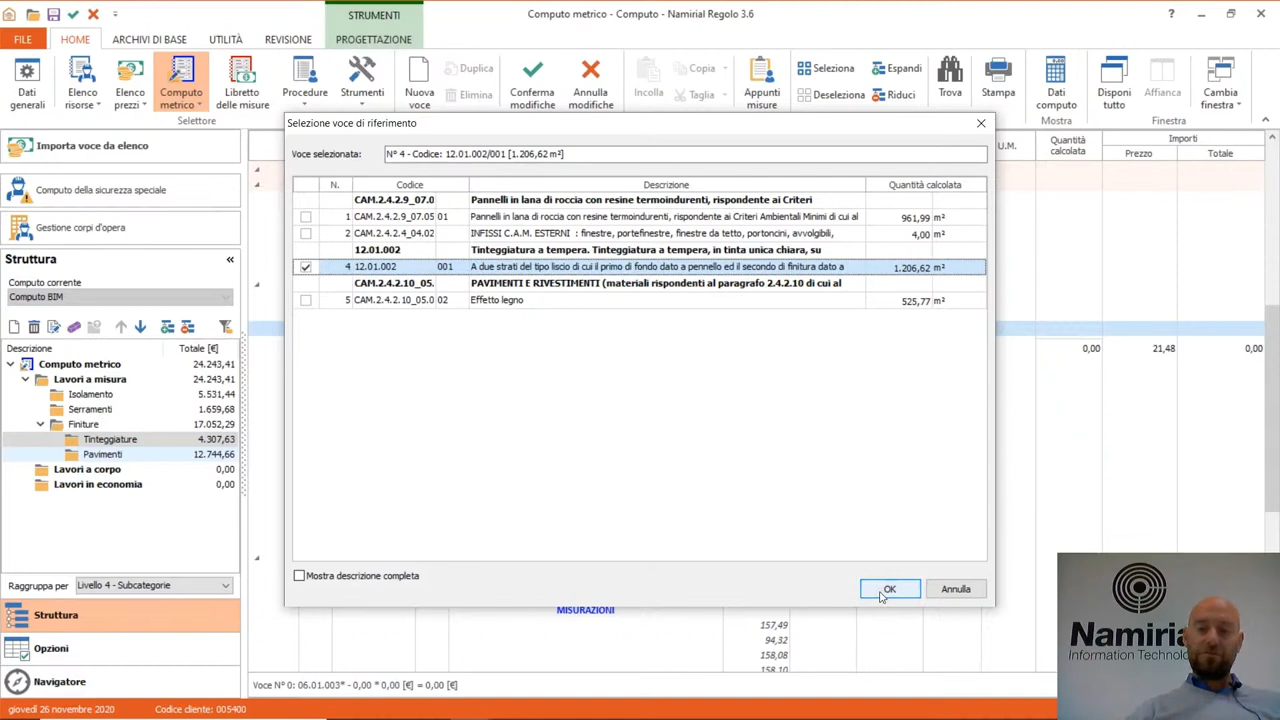 STRUMENTI
Computo metrico - Computo - Namirial Regolo 3.6
FILE HOME ARCHIVI DI BASE UTILITÀ REVISIONE PROGETTAZIONE
Dati generali
Elenco risorse
Elenco prezzi
Computo metrico
Libretto delle misure
Procedure
Strumenti
Nuova voce
Duplica
Elimina
Conferma modifiche
Annulla modifiche
Incolla
Copia
Taglia
Appunti misure
Seleziona
Deseleziona
Espandi
Riduci
Trova
Stampa
Dati computo
Disponi tutto
Affianca
Cambia finestra
Selettore
Mostra
Finestra
Importa voce da elenco
Computo della sicurezza speciale
Gestione corpi d'opera
Struttura
Computo corrente
Computo BIM
Descrizione Totale [€]
Computo metrico 24.243,41
Lavori a misura 24.243,41
Isolamento 5.531,44
Serramenti 1.659,68
Finiture 17.052,29
Tinteggiature 4.307,63
Pavimenti 12.744,66
Lavori a corpo 0,00
Lavori in economia 0,00
Raggruppa per Livello 4 - Subcategorie
Struttura
Opzioni
Navigatore
Selezione voce di riferimento
Voce selezionata: N° 4 - Codice: 12.01.002/001 [1.206,62 m²]
N. Codice Descrizione Quantità calcolata
CAM.2.4.2.9_07.0 Pannelli in lana di roccia con resine termoindurenti, rispondente ai Criteri
1 CAM.2.4.2.9_07.05 01 Pannelli in lana di roccia con resine termoindurenti, rispondente ai Criteri Ambientali Minimi di cui al 961,99 m²
2 CAM.2.4.2.4_04.02 INFISSI C.A.M. ESTERNI : finestre, portefinestre, finestre da tetto, portoncini, avvolgibili, 4,00 m²
12.01.002 Tinteggiatura a tempera. Tinteggiatura a tempera, in tinta unica chiara, su
4 12.01.002 001 A due strati del tipo liscio di cui il primo di fondo dato a pennello ed il secondo di finitura dato a 1.206,62 m²
CAM.2.4.2.10_05. PAVIMENTI E RIVESTIMENTI (materiali rispondenti al paragrafo 2.4.2.10 di cui al
5 CAM.2.4.2.10_05.0 02 Effetto legno 525,77 m²
Mostra descrizione completa
OK Annulla
U.M. Quantità calcolata Importi
Prezzo Totale
0,00 21,48 0,00
MISURAZIONI
157,49
94,32
158,08
158,10
Voce N° 0: 06.01.003* - 0,00 * 0,00 [€] = 0,00 [€]
Namirial
Information Technolo
giovedì 26 novembre 2020 Codice cliente: 005400